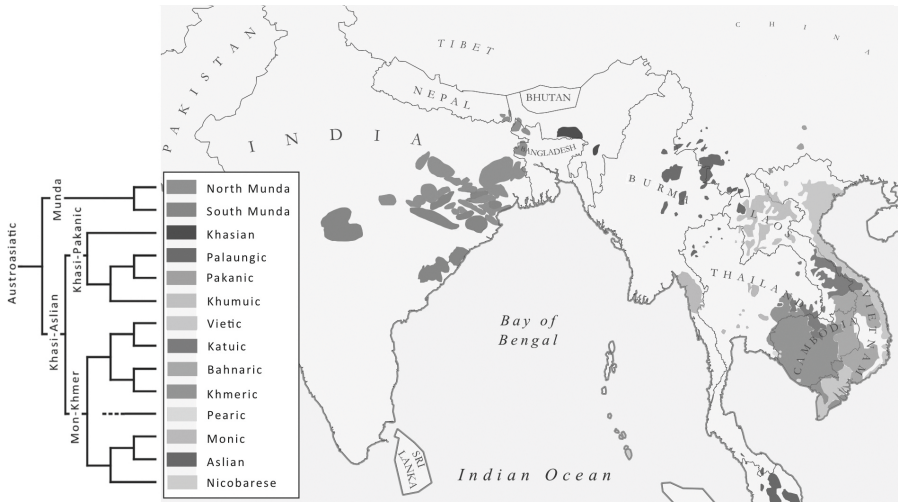 PAKISTAN
TIBET
CHINA
NEPAL
BHUTAN
INDIA
BANGLADESH
BURMA
LAOS
THAILAND
CAMBODIA
VIETNAM
Bay of
Bengal
SRI
LANKA
Indian Ocean
Austroasiatic
Munda
Khasi-Aslian
Khasi-Pakanic
Mon-Khmer
North Munda
South Munda
Khasian
Palaungic
Pakanic
Khumuic
Vietic
Katuic
Bahnaric
Khmeric
Pearic
Monic
Aslian
Nicobarese